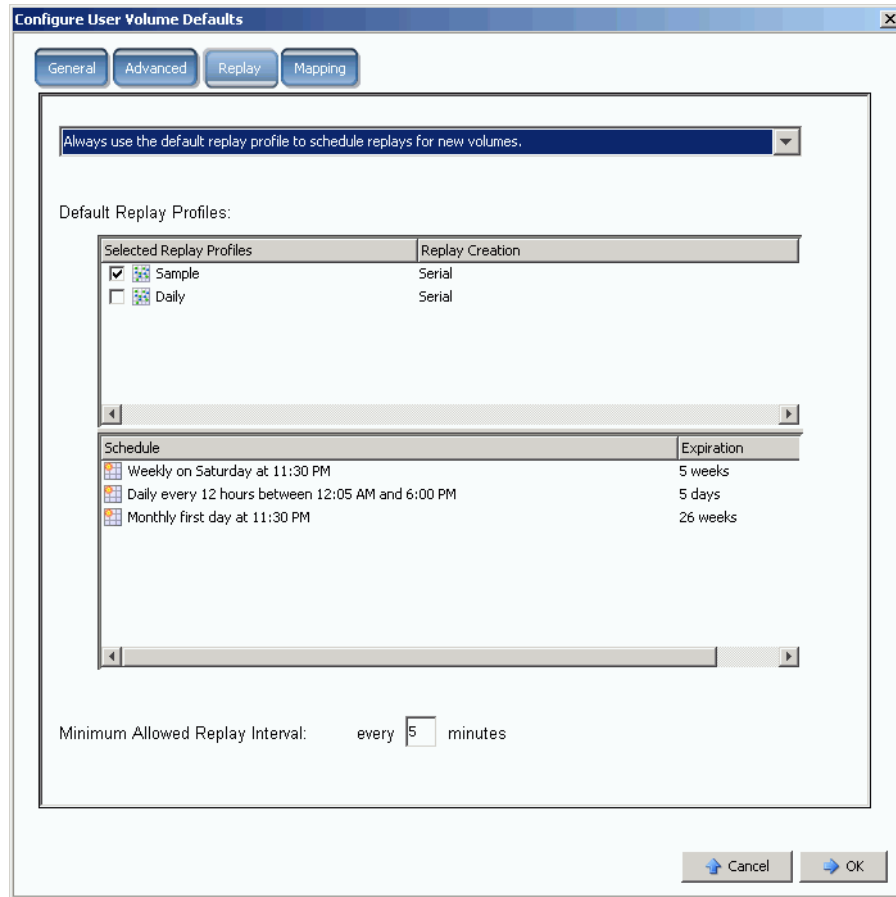 Configure User Volume Defaults
General Advanced Replay Mapping
Always use the default replay profile to schedule replays for new volumes.
Default Replay Profiles:
Selected Replay Profiles Replay Creation
Sample Serial
Daily Serial
Schedule Expiration
Weekly on Saturday at 11:30 PM 5 weeks
Daily every 12 hours between 12:05 AM and 6:00 PM 5 days
Monthly first day at 11:30 PM 26 weeks
Minimum Allowed Replay Interval: every 5 minutes
Cancel OK